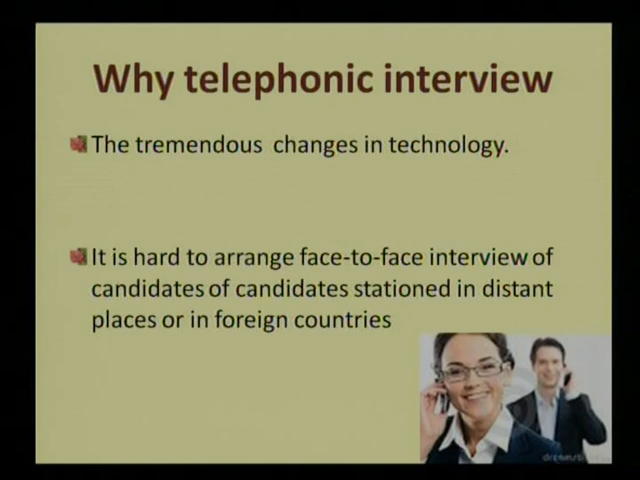 Why telephonic interview
The tremendous changes in technology.
It is hard to arrange face-to-face interview of
candidates of candidates stationed in distant
places or in foreign countries